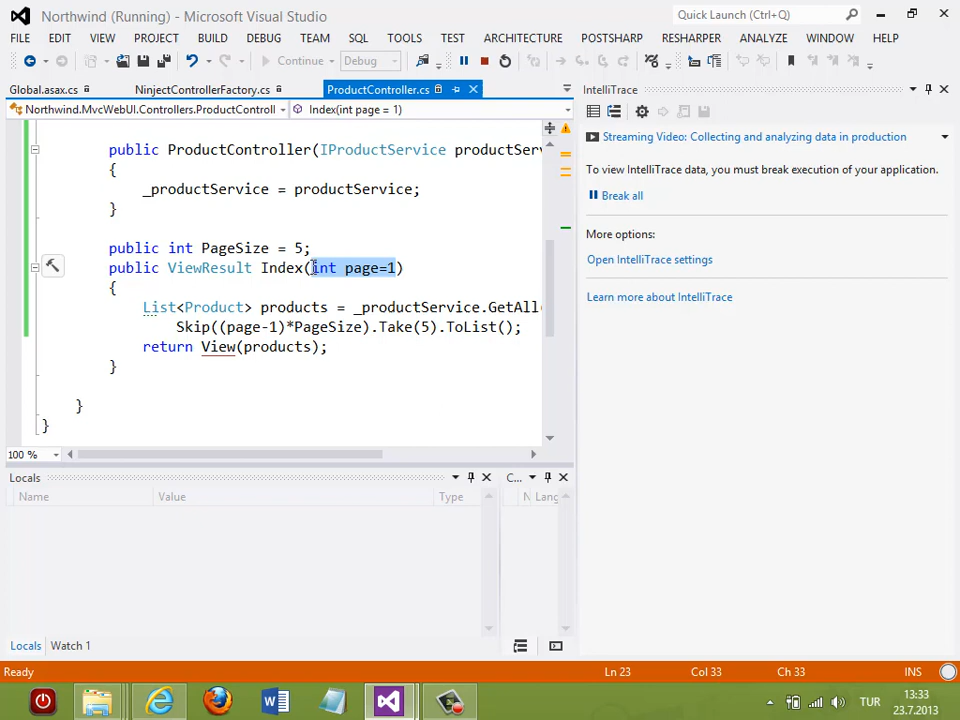 Northwind (Running) - Microsoft Visual Studio
Quick Launch (Ctrl+Q)
FILE EDIT VIEW PROJECT BUILD DEBUG TEAM SQL TOOLS TEST ARCHITECTURE POSTSHARP RESHARPER ANALYZE WINDOW HELP
Continue Debug
Global.asax.cs NinjectControllerFactory.cs ProductController.cs
Northwind.MvcWebUI.Controllers.ProductControll Index(int page = 1)
public ProductController(IProductService productServ
{
_productService = productService;
}
public int PageSize = 5;
public ViewResult Index(int page=1)
{
List<Product> products = _productService.GetAll
Skip((page-1)*PageSize).Take(5).ToList();
return View(products);
}
}
}
100 %
IntelliTrace
Streaming Video: Collecting and analyzing data in production
To view IntelliTrace data, you must break execution of your application.
Break all
More options:
Open IntelliTrace settings
Learn more about IntelliTrace
Locals
Name Value Type
C...
N Lang
Locals Watch 1
Ready Ln 23 Col 33 Ch 33 INS
TUR 13:33
23.7.2013